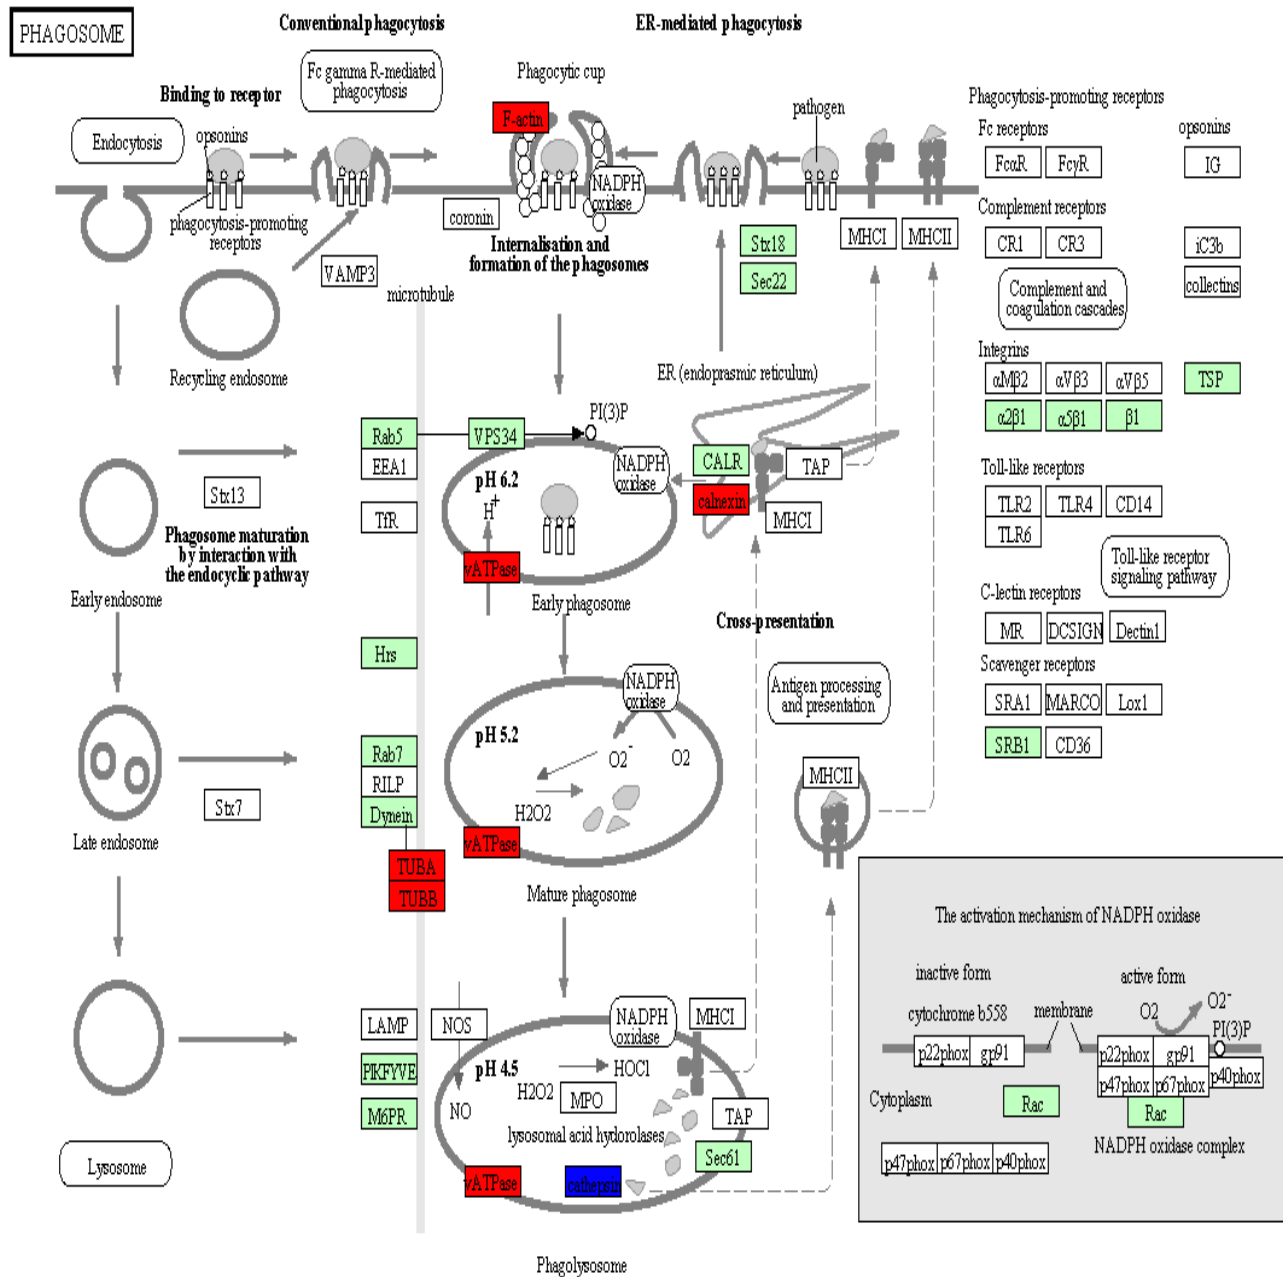 PHAGOSOME
Conventional phagocytosis
ER-mediated phagocytosis
Fc gamma R-mediated
phagocytosis
Phagocytic cup
Binding to receptor
Endocytosis
opsonins
F-actin
pathogen
NADPH
oxidase
phagocytosis-promoting
receptors
coronin
VAMP3
microtubule
Internalisation and
formation of the phagosomes
Stx18
Sec22
MHCI
MHCII
Recycling endosome
ER (endoprasmic reticulum)
Phagocytosis-promoting receptors
Fc receptors
opsonins
FcαR
FcγR
IG
Complement receptors
CR1
CR3
iC3b
collectins
Complement and
coagulation cascades
Integrins
αMβ2
αVβ3
αVβ5
TSP
α2β1
α5β1
β1
Toll-like receptors
TLR2
TLR4
CD14
TLR6
Toll-like receptor
signaling pathway
C-lectin receptors
MR
DCSIGN
Dectin1
Scavenger receptors
SRA1
MARCO
Lox1
SRB1
CD36
Rab5
VPS34
PI(3)P
EEA1
Stx13
TfR
pH 6.2
H+
NADPH
oxidase
CALR
calnexin
TAP
MHCI
vATPase
Phagosome maturation
by interaction with
the endocyclic pathway
Early endosome
Early phagosome
Cross-presentation
Hrs
NADPH
oxidase
Antigen processing
and presentation
pH 5.2
O2-
O2
H2O2
Rab7
RILP
Dynein
Stx7
MHCII
vATPase
Late endosome
TUBA
TUBB
Mature phagosome
LAMP
NOS
NADPH
oxidase
MHCI
PIKFYVE
pH 4.5
HOCl
H2O2
MPO
M6PR
NO
TAP
lysosomal acid hydorolases
Sec61
Lysosome
vATPase
cathepsin
Phagolysosome
The activation mechanism of NADPH oxidase
inactive form
active form
cytochrome b558
membrane
O2
O2-
PI(3)P
p22phox
gp91
p22phox
gp91
p47phox
p67phox
p40phox
Cytoplasm
Rac
Rac
NADPH oxidase complex
p47phox
p67phox
p40phox